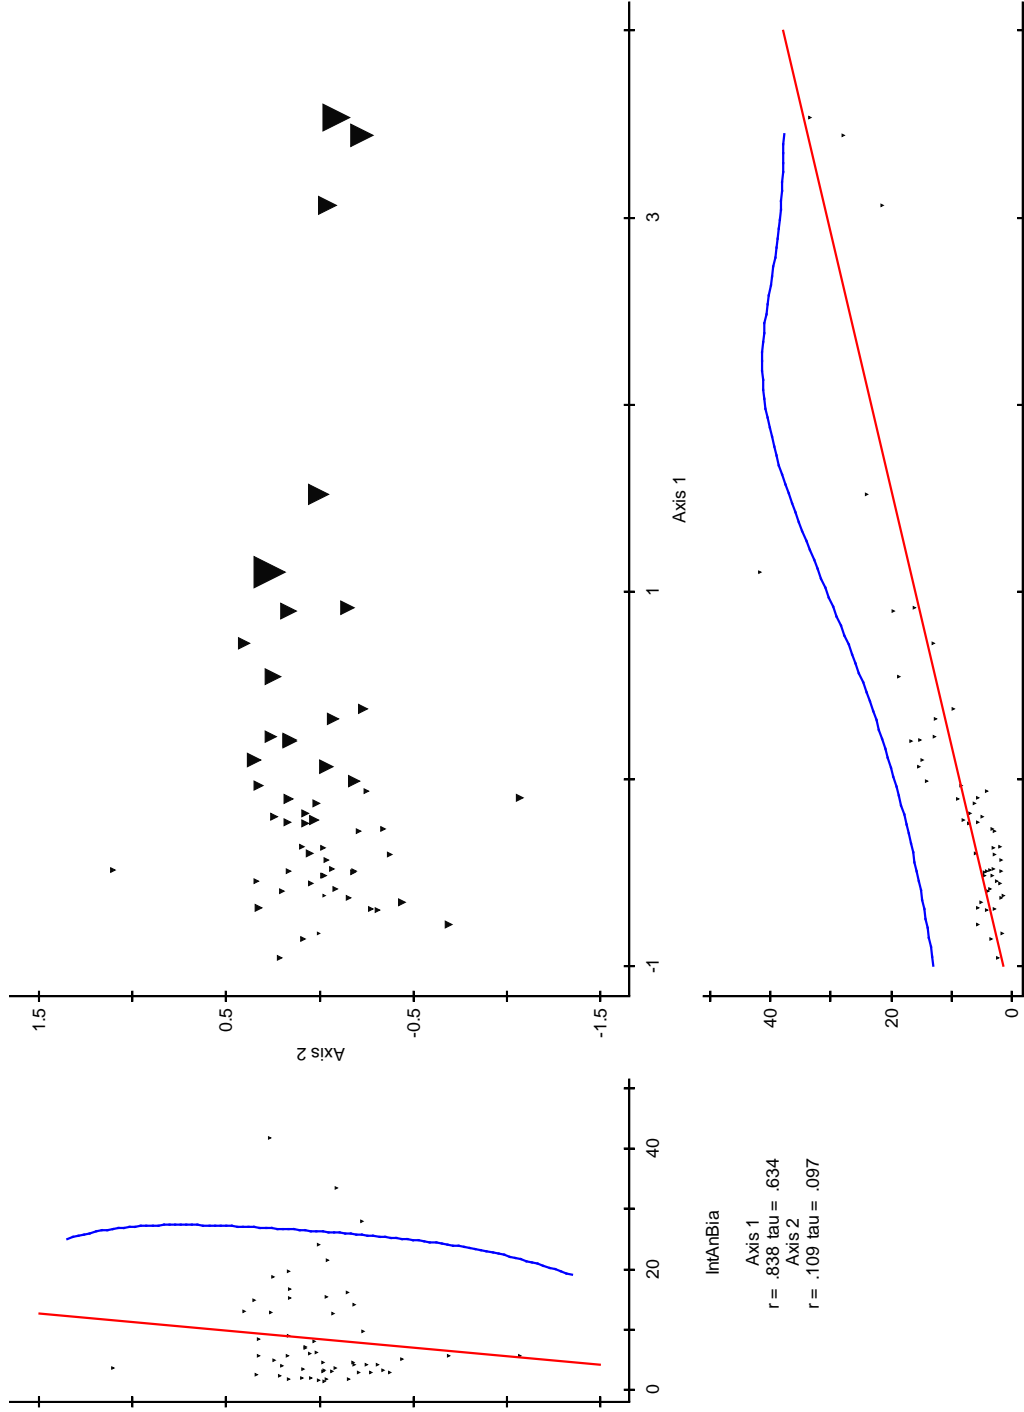 1.5
0.5
Axis 2
-0.5
-1.5
0 20 40
-1 1 3
Axis 1
IntAnBia
Axis 1
r = .838 tau = .634
Axis 2
r = .109 tau = .097
40
20
0